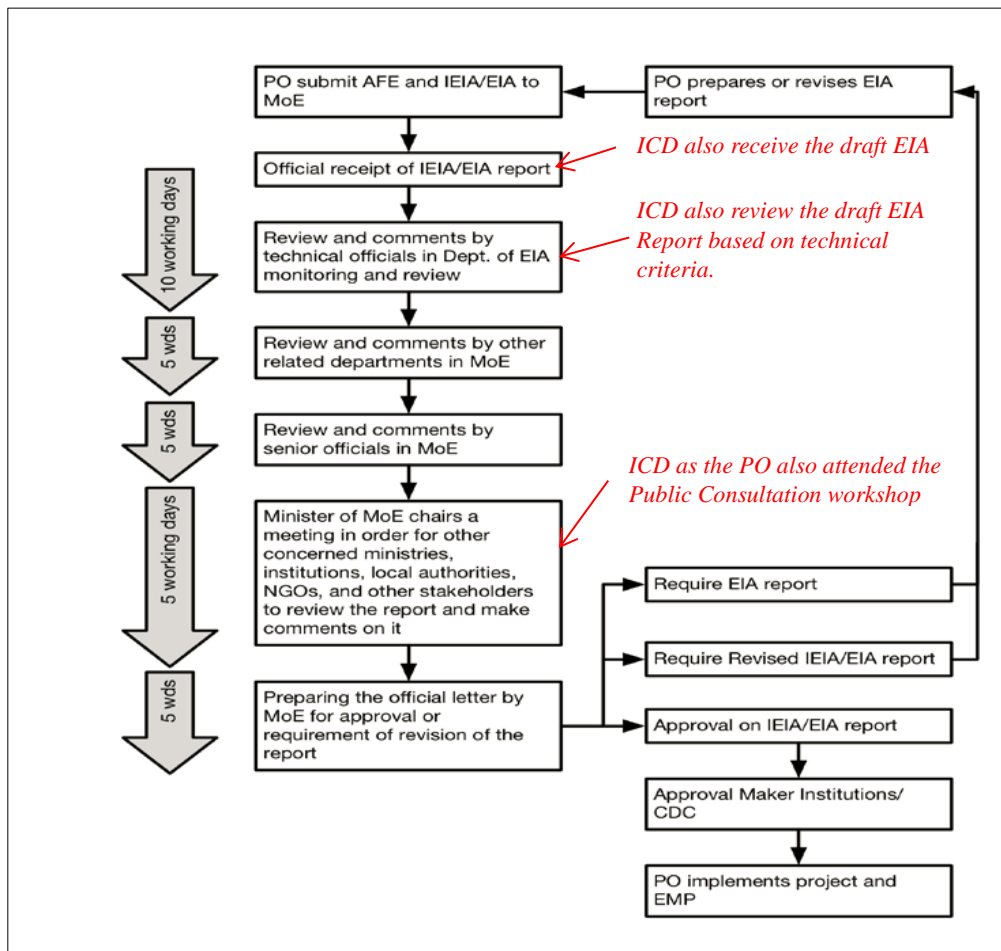 PO submit AFE and IEIA/EIA to
MoE
PO prepares or revises EIA
report
ICD also receive the draft EIA
Official receipt of IEIA/EIA report
10 working days
ICD also review the draft EIA
Report based on technical
criteria.
Review and comments by
technical officials in Dept. of EIA
monitoring and review
5 wds
Review and comments by other
related departments in MoE
5 wds
Review and comments by
senior officials in MoE
ICD as the PO also attended the
Public Consultation workshop
5 working days
Minister of MoE chairs a
meeting in order for other
concerned ministries,
institutions, local authorities,
NGOs, and other stakeholders
to review the report and make
comments on it
Require EIA report
Require Revised IEIA/EIA report
5 wds
Preparing the official letter by
MoE for approval or
requirement of revision of the
report
Approval on IEIA/EIA report
Approval Maker Institutions/
CDC
PO implements project and
EMP